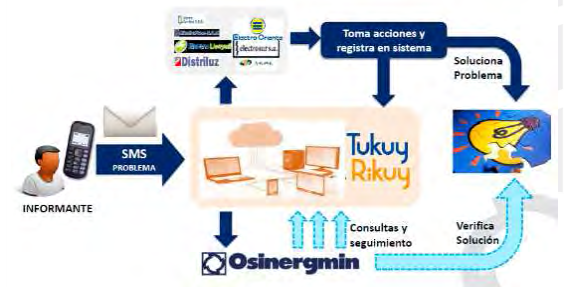 Electro Oriente
electrosur s.a.
Distriluz
Toma acciones y
registra en sistema
Soluciona
Problema
SMS
PROBLEMA
Tukuy
Rikuy
INFORMANTE
Consultas y
seguimiento
Verifica
Solución
Osinergmin